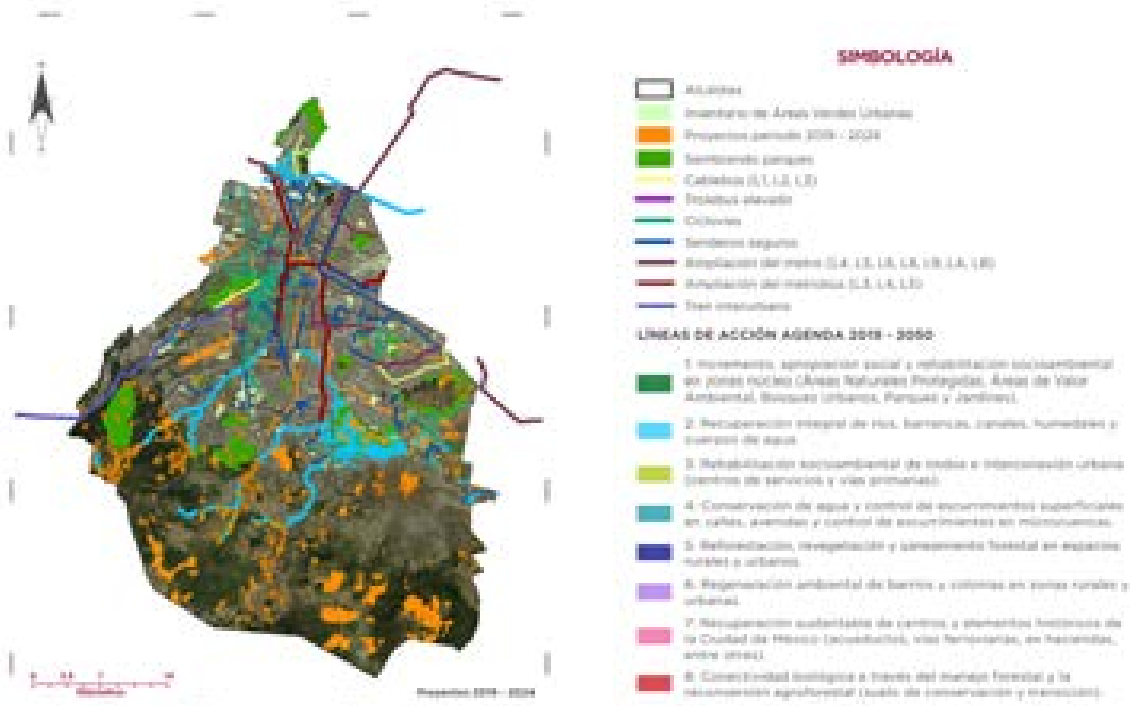 SIMBOLOGÍA
Alcaldías
Inventario de Áreas Verdes Urbanas
Proyectos periodo 2019 - 2024
Sembrando parques
Cablebús (L1, L2, L3)
Trolebús elevado
Ciclovías
Senderos seguros
Ampliación del metro
Ampliación del metrobús
Tren interurbano
LÍNEAS DE ACCIÓN AGENDA 2019 - 2030
1. Incremento, apropiación social y rehabilitación socioambiental
en zonas núcleo (Áreas Naturales Protegidas, Áreas de Valor
Ambiental, Bosques Urbanos, Parques y Jardines).
2. Recuperación integral de ríos, barrancas, canales, humedales y
cuerpos de agua.
3. Rehabilitación socioambiental de nodos e interconexión urbana
(centros de servicios y vías primarias).
4. Conservación de agua y control de escurrimientos superficiales
en calles, avenidas y control de escurrimientos en microcuencas.
5. Reforestación, revegetación y saneamiento forestal en espacios
rurales y urbanos.
6. Regeneración ambiental de barrios y colonias en zonas rurales y
urbanas.
7. Recuperación sustentable de centros y elementos históricos de
la Ciudad de México (acueductos, vías ferroviarias, en haciendas,
entre otros).
8. Conectividad ecológica a través del manejo forestal y la
reconversión agroforestal (suelo de conservación y transición).
Kilómetros
Proyectos 2019 - 2024